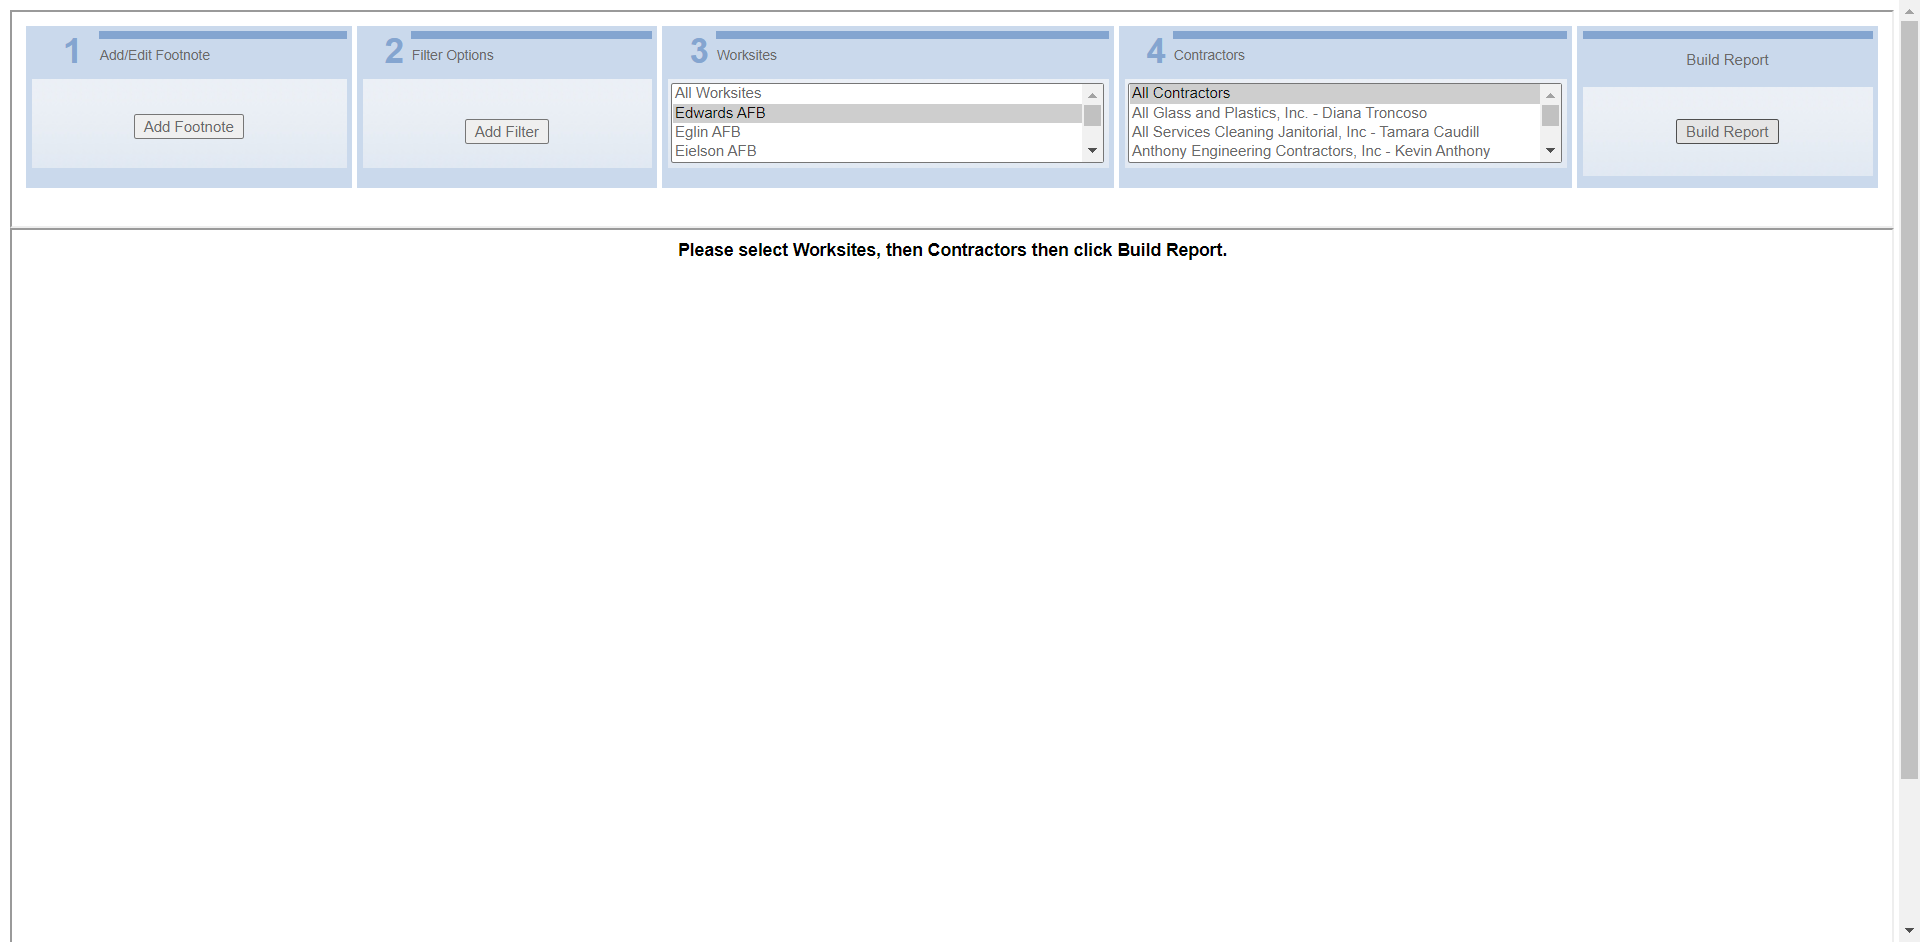 1 Add/Edit Footnote
Add Footnote
2 Filter Options
Add Filter
3 Worksites
All Worksites
Edwards AFB
Eglin AFB
Eielson AFB
4 Contractors
All Contractors
All Glass and Plastics, Inc. - Diana Troncoso
All Services Cleaning Janitorial, Inc - Tamara Caudill
Anthony Engineering Contractors, Inc - Kevin Anthony
Build Report
Build Report
Please select Worksites, then Contractors then click Build Report.